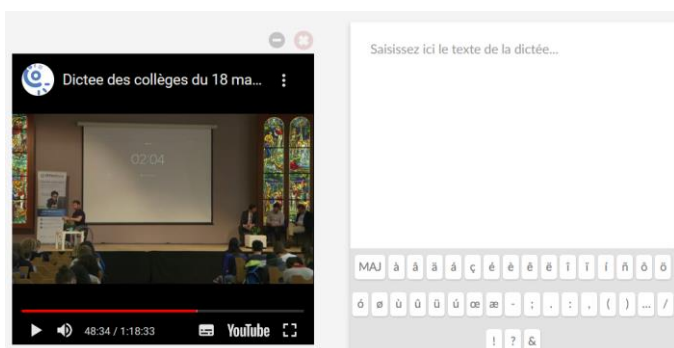 Dictee des collèges du 18 ma...
02:04
48:34 / 1:18:33
YouTube
Saisissez ici le texte de la dictée...
MAJ à â ä á ç é è ê ë î ï í ñ ô ö
ó ø ù û ü ú œ æ - ; . : , ( ) ... /
! ? &